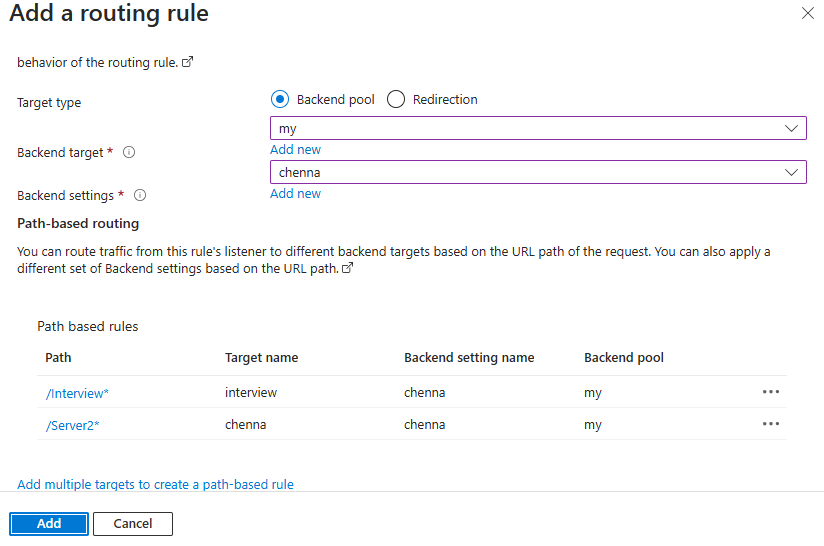 Add a routing rule
behavior of the routing rule.
Target type
Backend pool
Redirection
my
Backend target *
Add new
chenna
Backend settings *
Add new
Path-based routing
You can route traffic from this rule's listener to different backend targets based on the URL path of the request. You can also apply a
different set of Backend settings based on the URL path.
Path based rules
Path Target name Backend setting name Backend pool
/Interview* interview chenna my
/Server2* chenna chenna my
Add multiple targets to create a path-based rule
Add Cancel